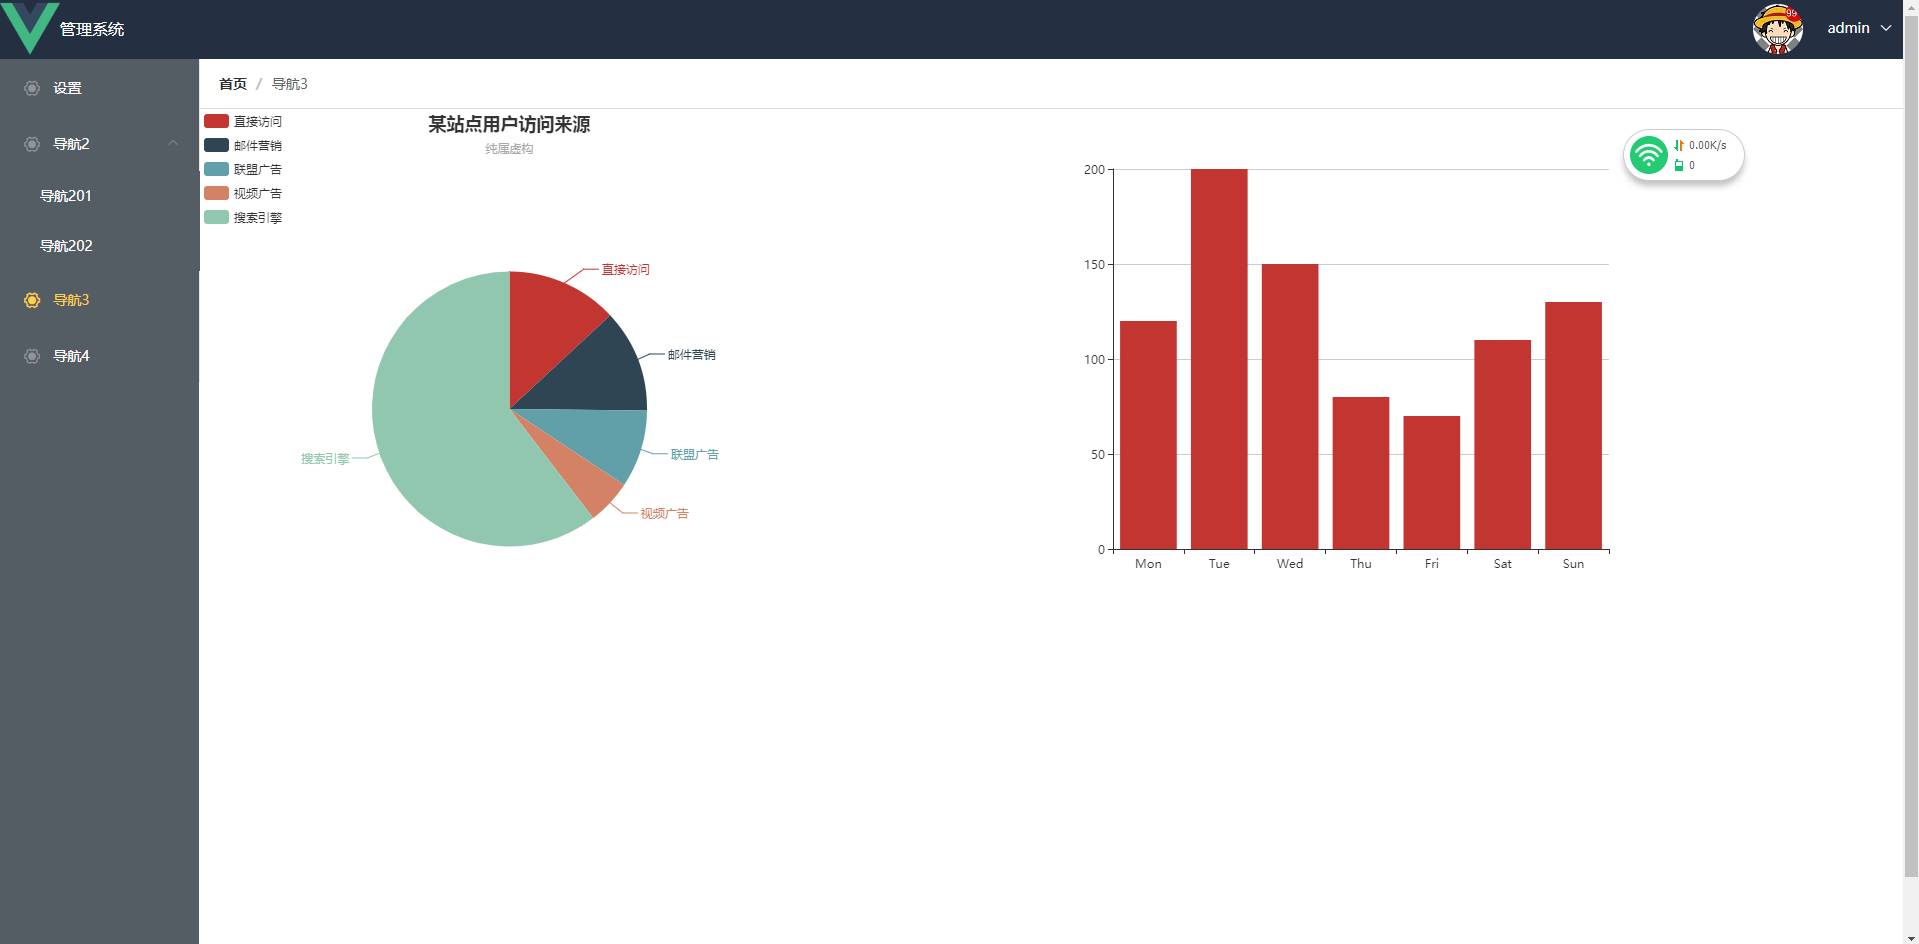 管理系统
99
admin
设置
导航2
导航201
导航202
导航3
导航4
首页 / 导航3
直接访问
邮件营销
联盟广告
视频广告
搜索引擎
某站点用户访问来源
纯属虚构
直接访问
邮件营销
联盟广告
视频广告
搜索引擎
0.00K/s
0
200
150
100
50
0
Mon Tue Wed Thu Fri Sat Sun